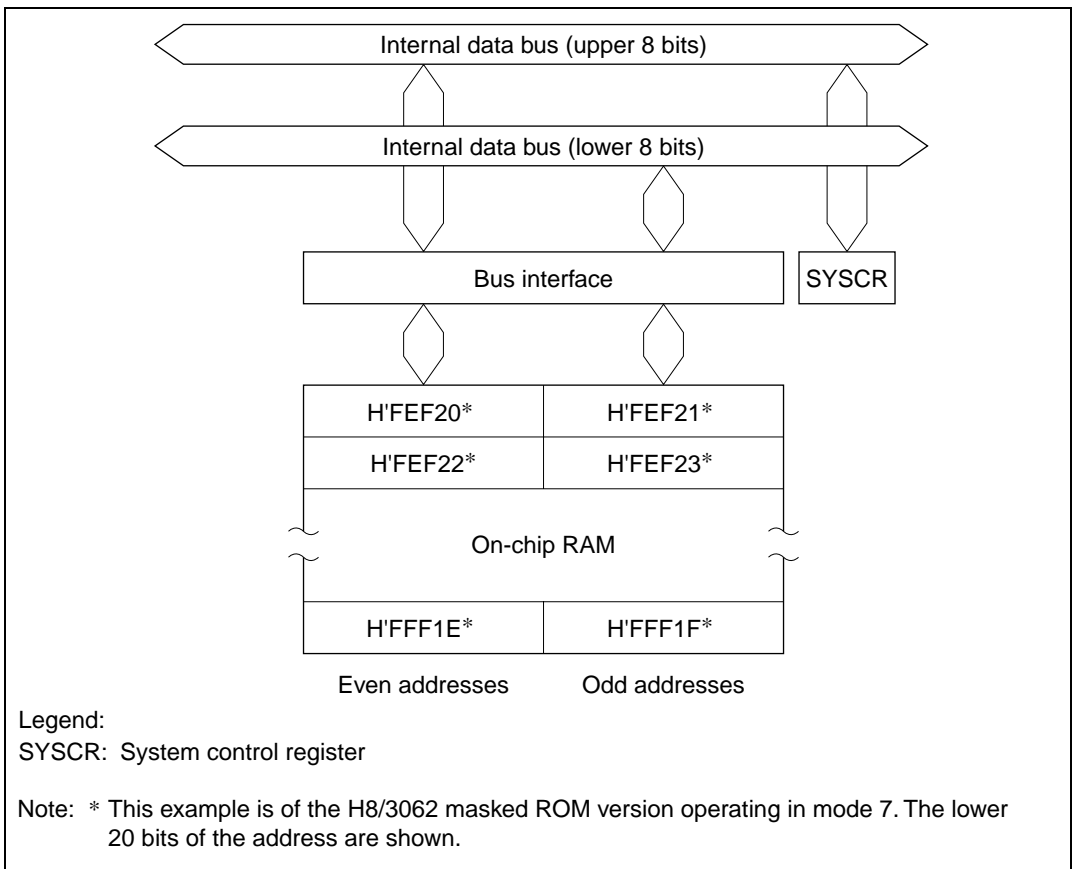 Internal data bus (upper 8 bits)
Internal data bus (lower 8 bits)
Bus interface
SYSCR
H'FEF20*
H'FEF21*
H'FEF22*
H'FEF23*
On-chip RAM
H'FFF1E*
H'FFF1F*
Even addresses
Odd addresses
Legend:
SYSCR: System control register
Note: * This example is of the H8/3062 masked ROM version operating in mode 7. The lower
20 bits of the address are shown.